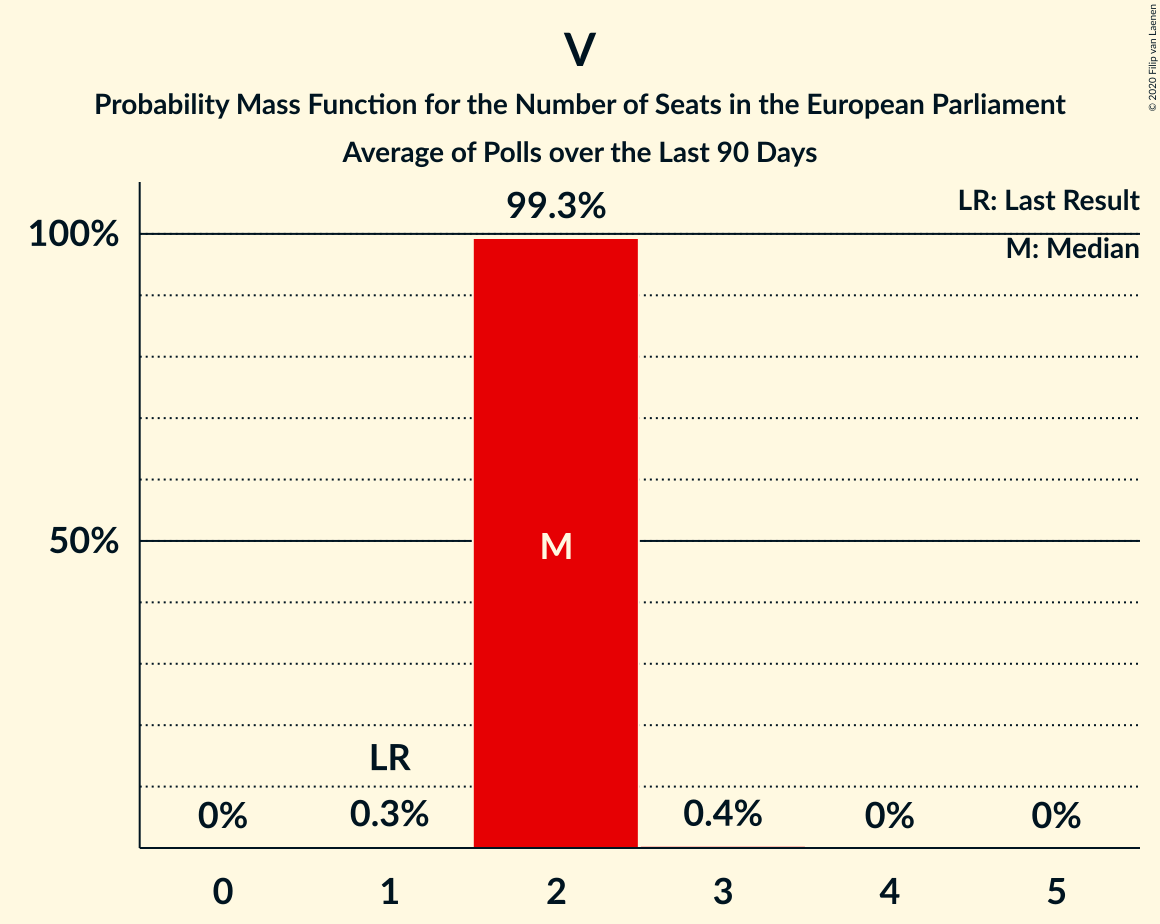 V
Probability Mass Function for the Number of Seats in the European Parliament
Average of Polls over the Last 90 Days
© 2020 Filip van Laenen
LR: Last Result
M: Median
99.3%
100%
50%
M
LR
0% 0.3% 0.4% 0% 0%
0 1 2 3 4 5